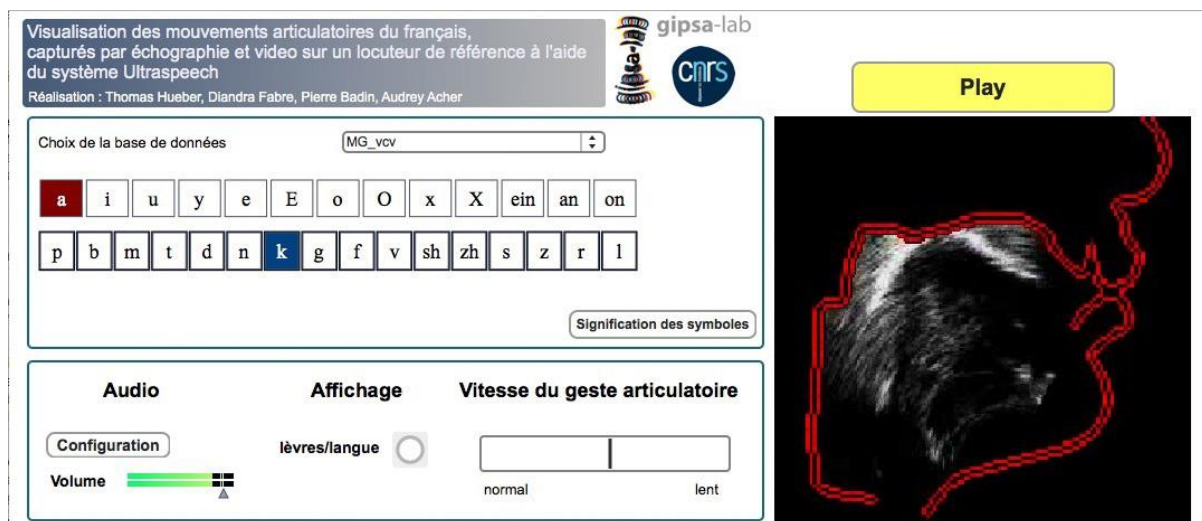 Visualisation des mouvements articulatoires du français,
capturés par échographie et video sur un locuteur de référence à l'aide
du système Ultraspeech
Réalisation : Thomas Hueber, Diandra Fabre, Pierre Badin, Audrey Acher
gipsa-lab
cnrs
Play
Choix de la base de données MG_vcv
a i u y e E o O x X ein an on
p b m t d n k g f v sh zh s z r l
Signification des symboles
Audio Affichage Vitesse du geste articulatoire
Configuration lèvres/langue
Volume
normal lent